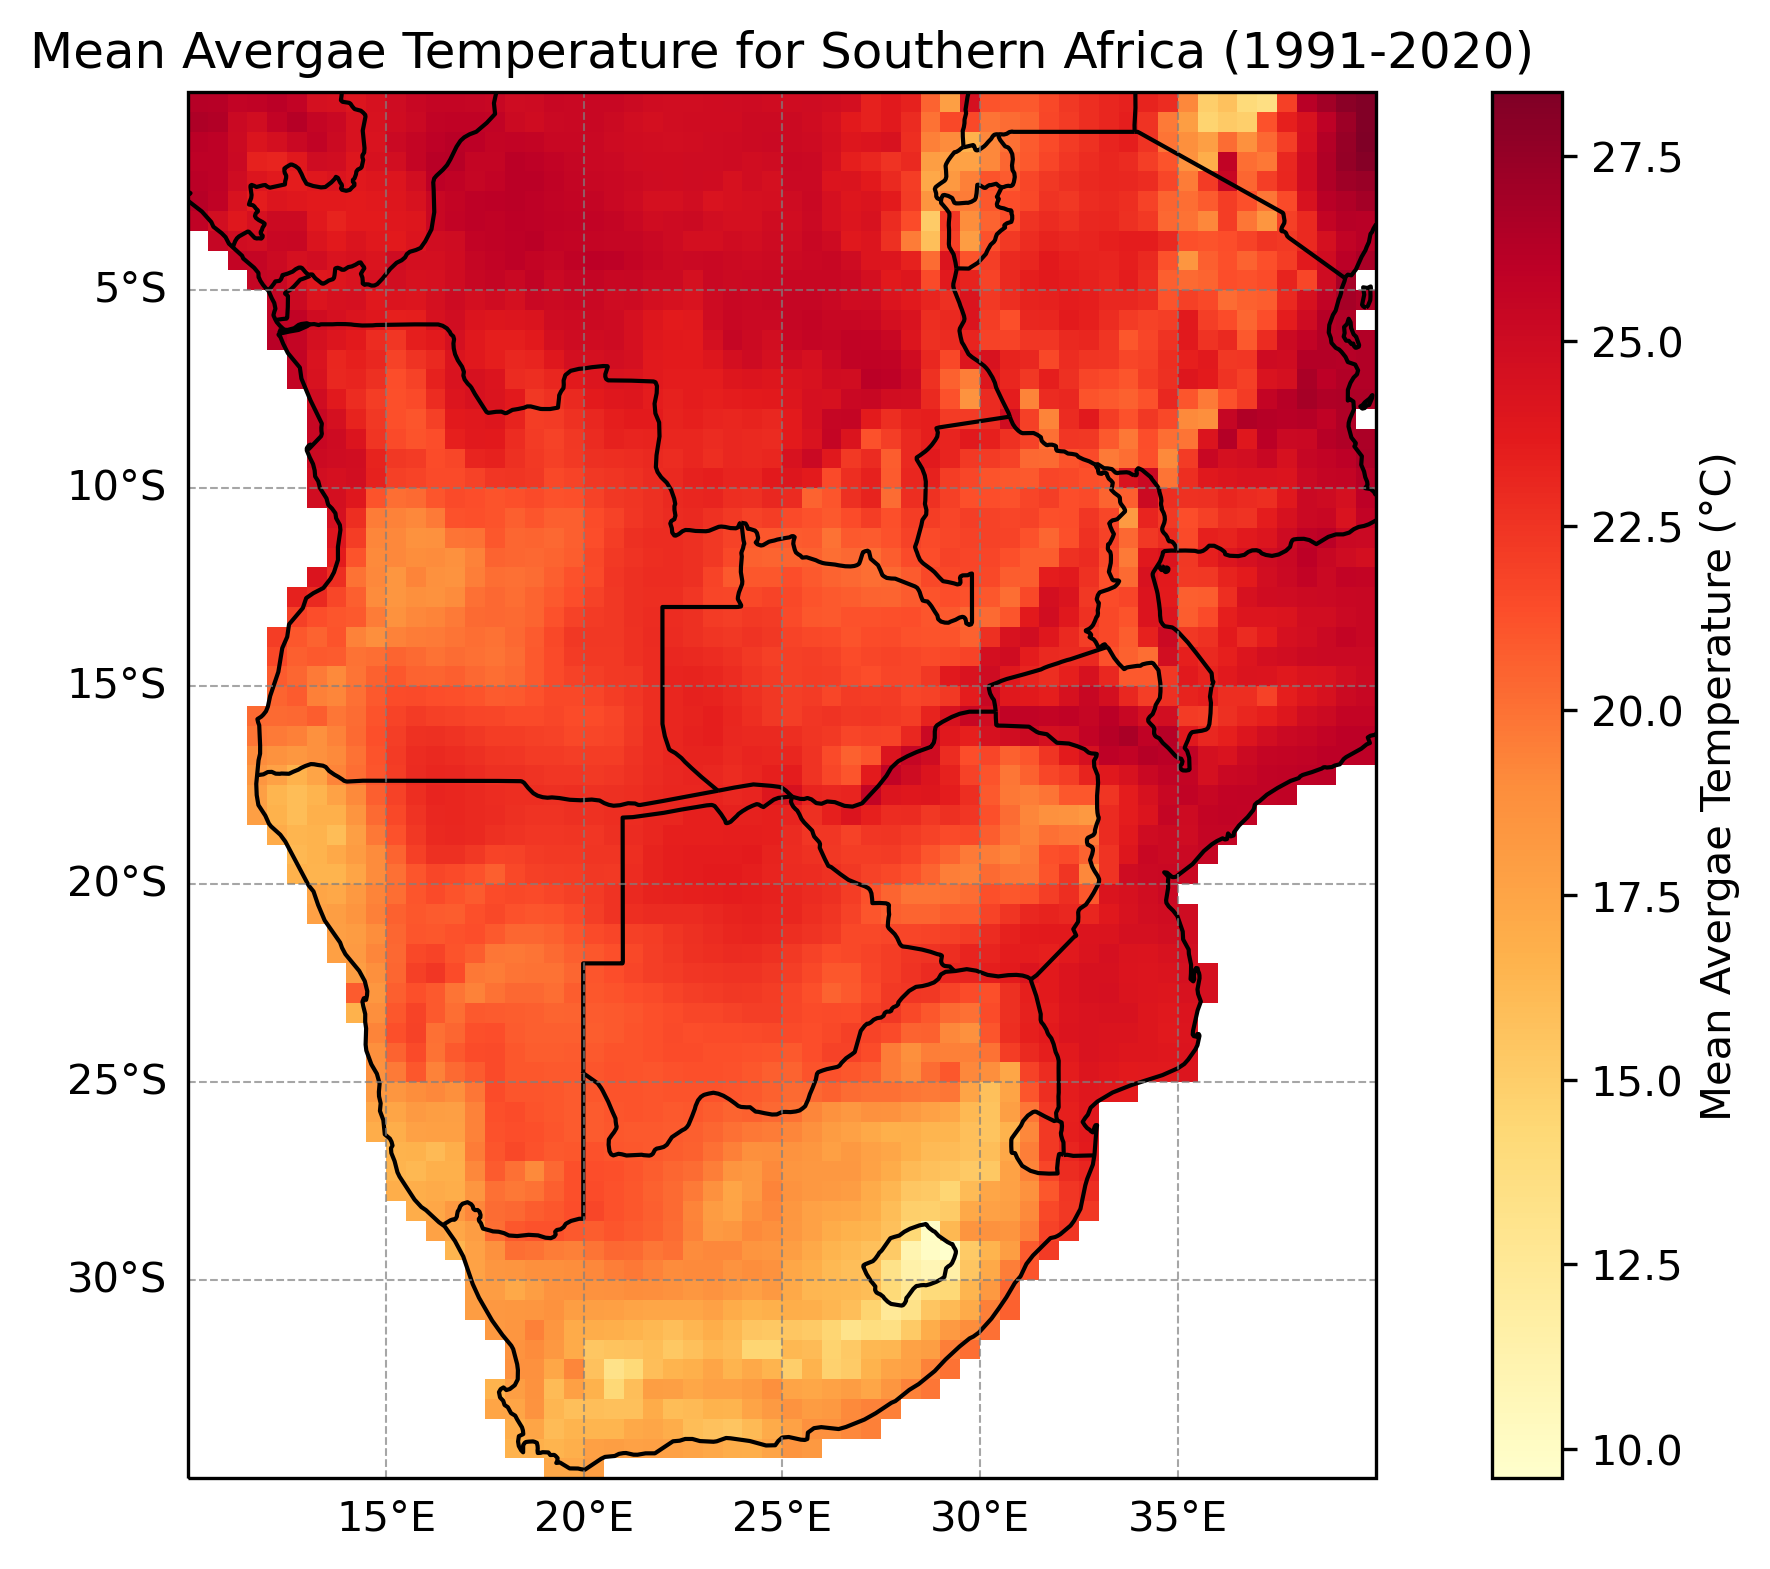 Mean Avergae Temperature for Southern Africa (1991-2020)
5°S
10°S
15°S
20°S
25°S
30°S
15°E
20°E
25°E
30°E
35°E
27.5
25.0
22.5
20.0
17.5
15.0
12.5
10.0
Mean Avergae Temperature (°C)